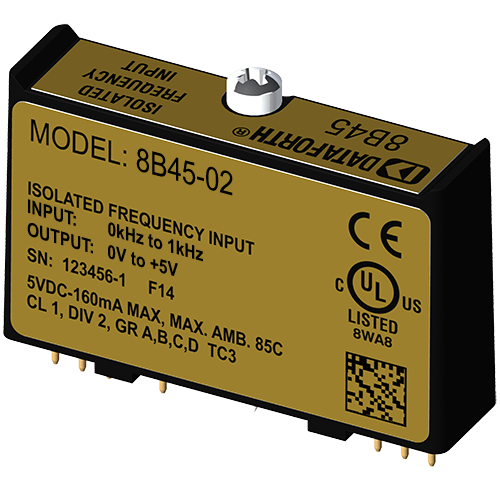 ISOLATED
FREQUENCY
INPUT
DATAFORTH®
8B45
MODEL: 8B45-02
ISOLATED FREQUENCY INPUT
INPUT: 0kHz to 1kHz
OUTPUT: 0V to +5V
SN: 123456-1 F14
5VDC-160mA MAX, MAX. AMB. 85C
CL 1, DIV 2, GR A,B,C,D TC3
CE
C UL US
LISTED
8WA8